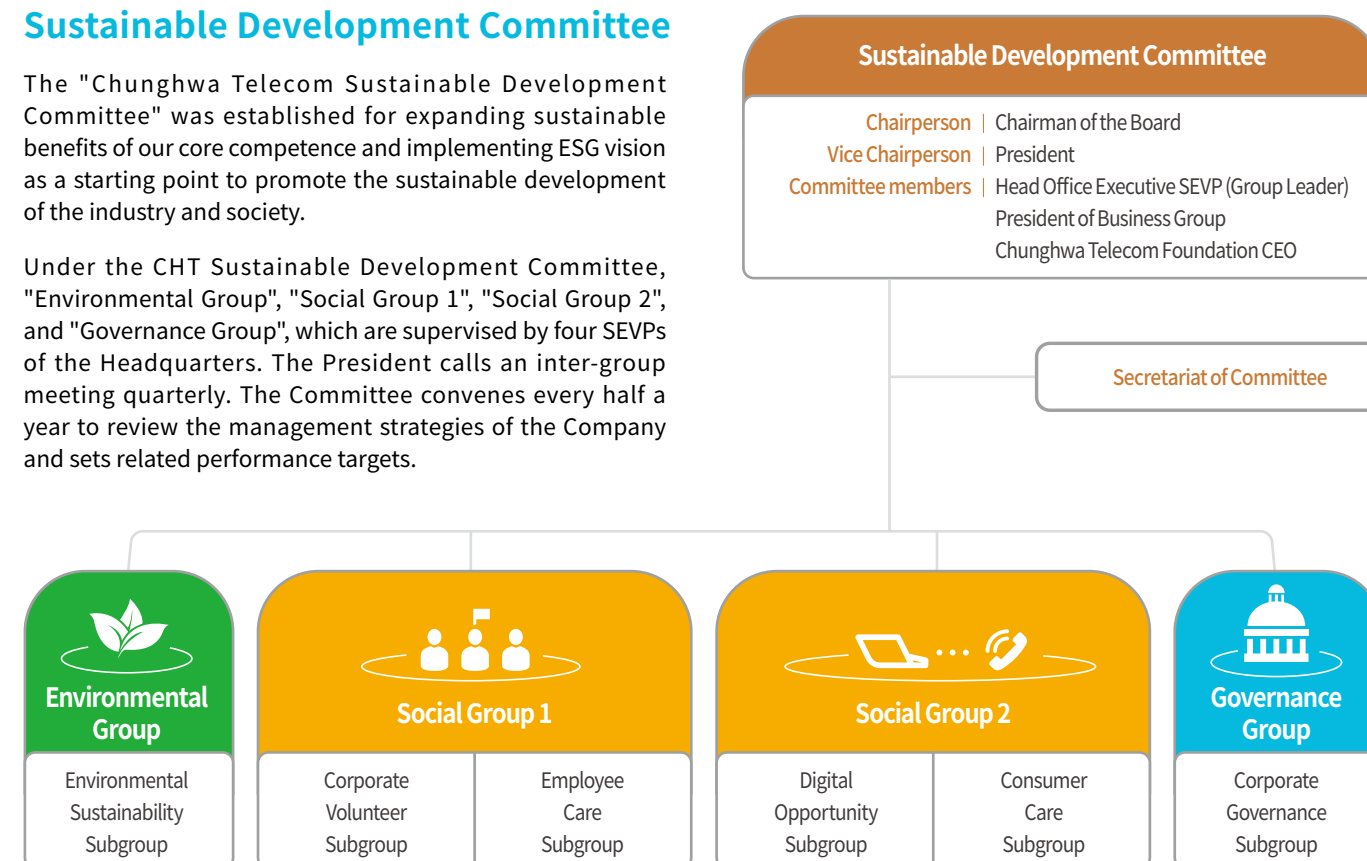 Sustainable Development Committee
The "Chunghwa Telecom Sustainable Development
Committee" was established for expanding sustainable
benefits of our core competence and implementing ESG vision
as a starting point to promote the sustainable development
of the industry and society.
Under the CHT Sustainable Development Committee,
"Environmental Group", "Social Group 1", "Social Group 2",
and "Governance Group", which are supervised by four SEVPs
of the Headquarters. The President calls an inter-group
meeting quarterly. The Committee convenes every half a
year to review the management strategies of the Company
and sets related performance targets.
Sustainable Development Committee
Chairperson | Chairman of the Board
Vice Chairperson | President
Committee members | Head Office Executive SEVP (Group Leader)
President of Business Group
Chunghwa Telecom Foundation CEO
Secretariat of Committee
Environmental
Group
Environmental
Sustainability
Subgroup
Social Group 1
Corporate
Volunteer
Subgroup
Employee
Care
Subgroup
Social Group 2
Digital
Opportunity
Subgroup
Consumer
Care
Subgroup
Governance
Group
Corporate
Governance
Subgroup